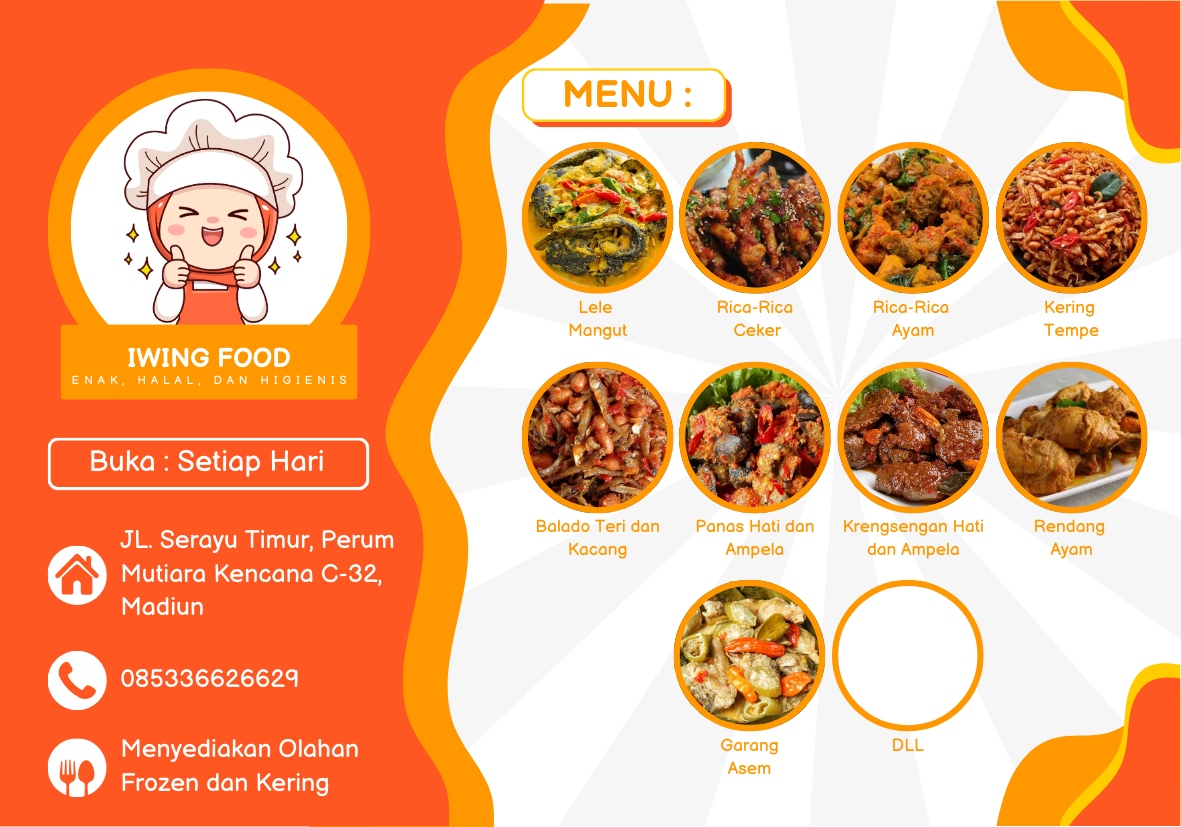 IWING FOOD
ENAK, HALAL, DAN HIGIENIS
Buka : Setiap Hari
JL. Serayu Timur, Perum
Mutiara Kencana C-32,
Madiun
085336626629
Menyediakan Olahan
Frozen dan Kering
MENU :
Lele
Mangut
Rica-Rica
Ceker
Rica-Rica
Ayam
Kering
Tempe
Balado Teri dan
Kacang
Panas Hati dan
Ampela
Krengsengan Hati
dan Ampela
Rendang
Ayam
Garang
Asem
DLL